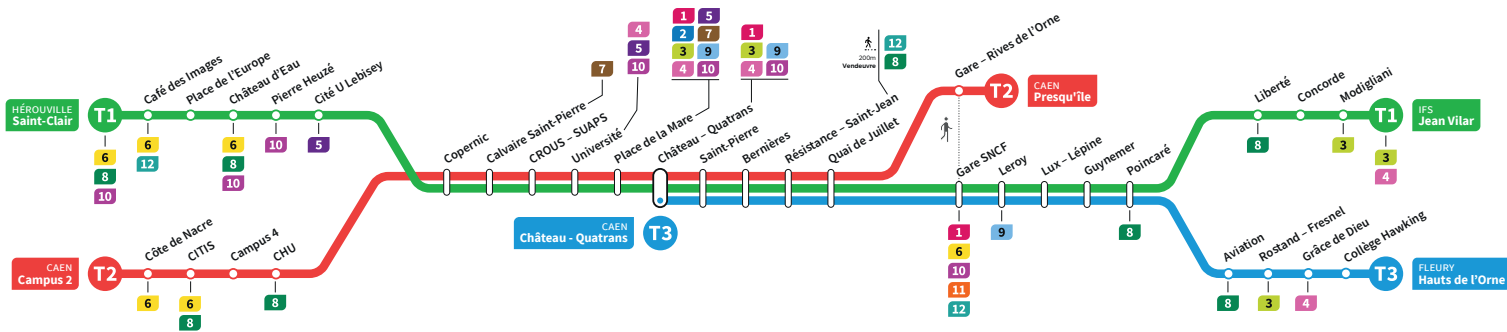 HÉROUVILLE
Saint-Clair
T1
6
8
10
Café des Images
6
12
Place de l'Europe
Château d'Eau
6
8
10
Pierre Heuzé
10
Cité U Lebisey
5
CAEN
Campus 2
T2
Côte de Nacre
6
CITIS
6
8
Campus 4
CHU
8
Copernic
Calvaire Saint-Pierre
7
CROUS – SUAPS
Université
4
5
10
Place de la Mare
1 5
2 7
3 9
4 10
Château – Quatrans
1
3 9
4 10
CAEN
Château - Quatrans
T3
Saint-Pierre
Bernières
Résistance – Saint-Jean
200m
Vendeuvre
12
8
Quai de Juillet
Gare – Rives de l'Orne
T2
CAEN
Presqu'île
Gare SNCF
1
6
10
11
12
Leroy
9
Lux – Lépine
Guynemer
Poincaré
8
Liberté
8
Concorde
Modigliani
3
T1
3
4
IFS
Jean Vilar
Aviation
8
Rostand – Fresnel
3
Grâce de Dieu
4
Collège Hawking
T3
FLEURY
Hauts de l'Orne